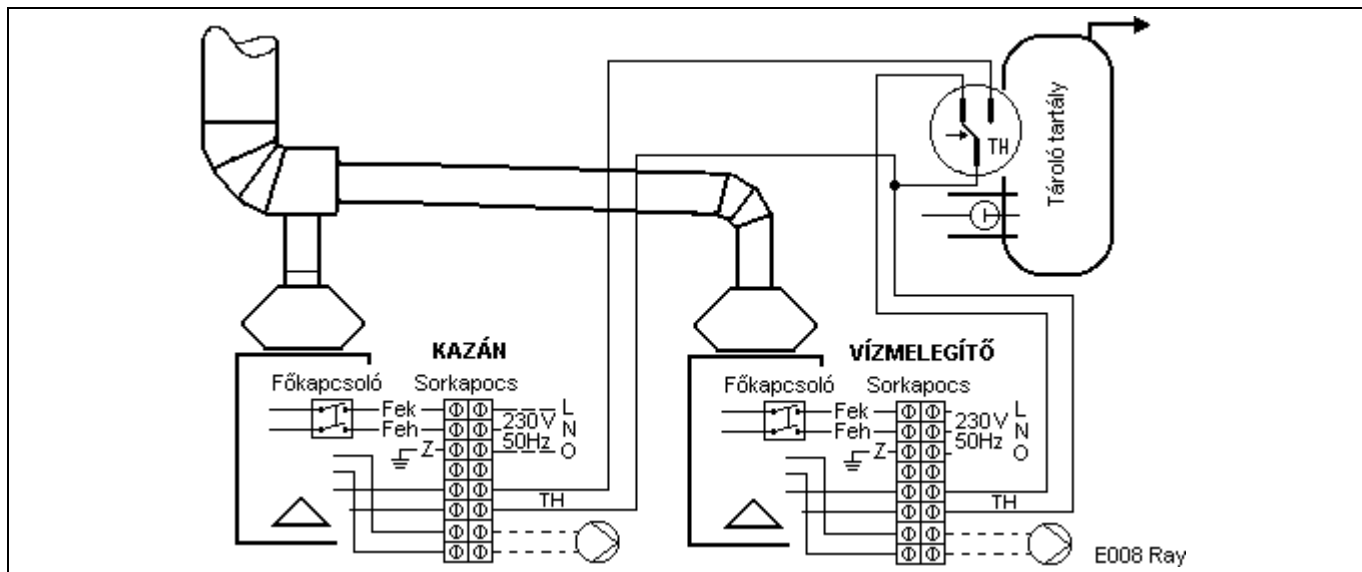 TH
Tároló tartály
KAZÁN
Főkapcsoló
Sorkapocs
Fek
Feh
Z
230V
50Hz
L
N
O
TH
VÍZMELEGÍTŐ
Főkapcsoló
Sorkapocs
Fek
Feh
Z
230V
50Hz
L
N
O
TH
E008 Ray